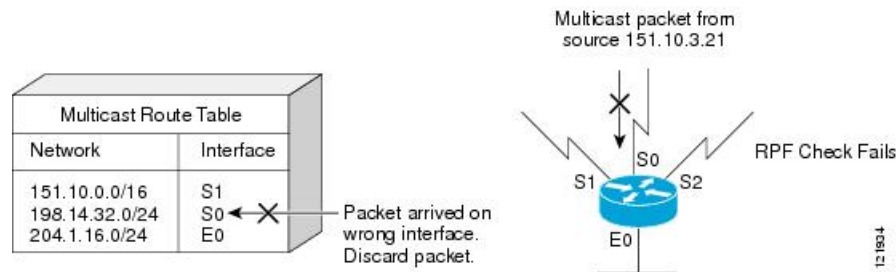 Multicast packet from
source 151.10.3.21
Multicast Route Table
Network Interface
151.10.0.0/16 S1
198.14.32.0/24 S0
204.1.16.0/24 E0
Packet arrived on
wrong interface.
Discard packet.
S0
S1
S2
E0
RPF Check Fails
121934